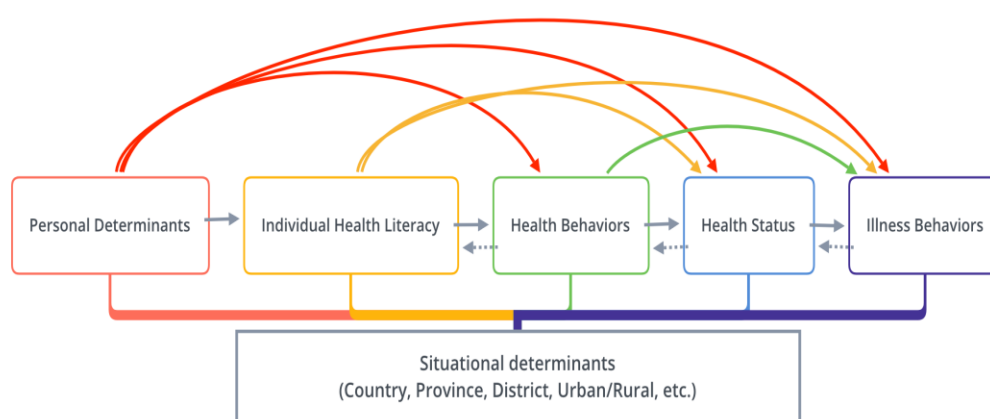 Personal Determinants
Individual Health Literacy
Health Behaviors
Health Status
Illness Behaviors
Situational determinants
(Country, Province, District, Urban/Rural, etc.)